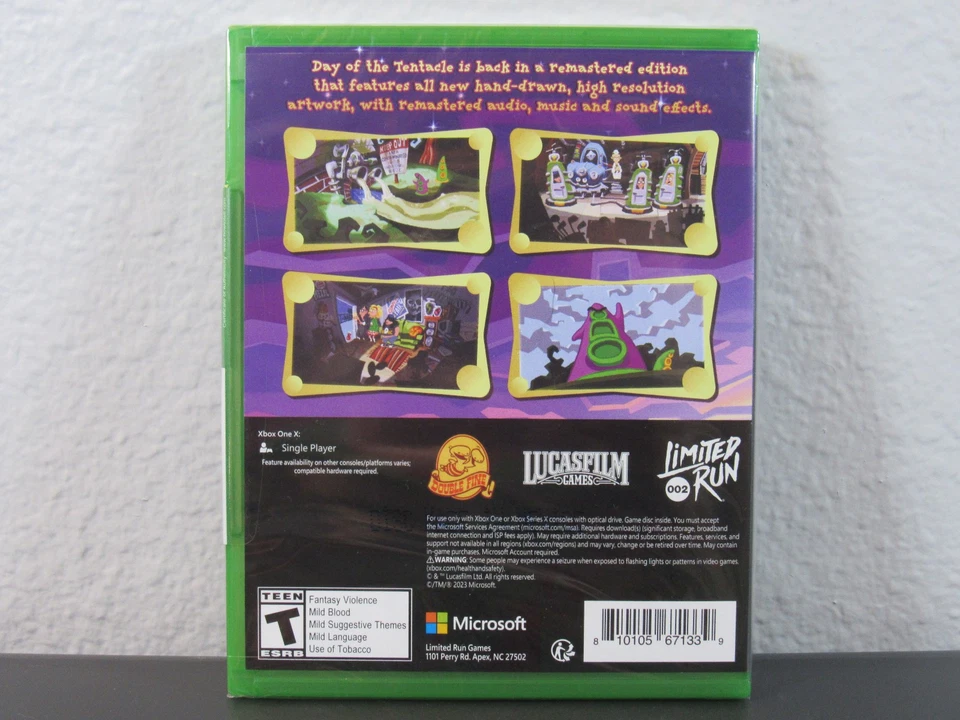 Day of the Tentacle is back in a remastered edition
that features all new hand-drawn, high resolution
artwork, with remastered audio, music and sound effects.
Xbox One X:
Single Player
Feature availability on other consoles/platforms varies;
compatible hardware required.
DOUBLE FINE
LUCASFILM
GAMES
LIMITED
RUN
002
For use only with Xbox One or Xbox Series X consoles with optical drive. Game disc inside. You must accept
the Microsoft Services Agreement (microsoft.com/msa). Requires download(s) (significant storage, broadband
internet connection and ISP fees apply). May require additional hardware and subscriptions. Features, services, and
support not available in all regions (xbox.com/regions) and may vary, change or be retired over time. May contain
in-game purchases. Microsoft Account required.
⚠WARNING: Some people may experience a seizure when exposed to flashing lights or patterns in video games
(xbox.com/healthandsafety).
© & ™ Lucasfilm Ltd. All rights reserved.
©/TM/® 2023 Microsoft.
TEEN
T
ESRB
Fantasy Violence
Mild Blood
Mild Suggestive Themes
Mild Language
Use of Tobacco
Microsoft
Limited Run Games
1101 Perry Rd. Apex, NC 27502
8 10105 67133 9